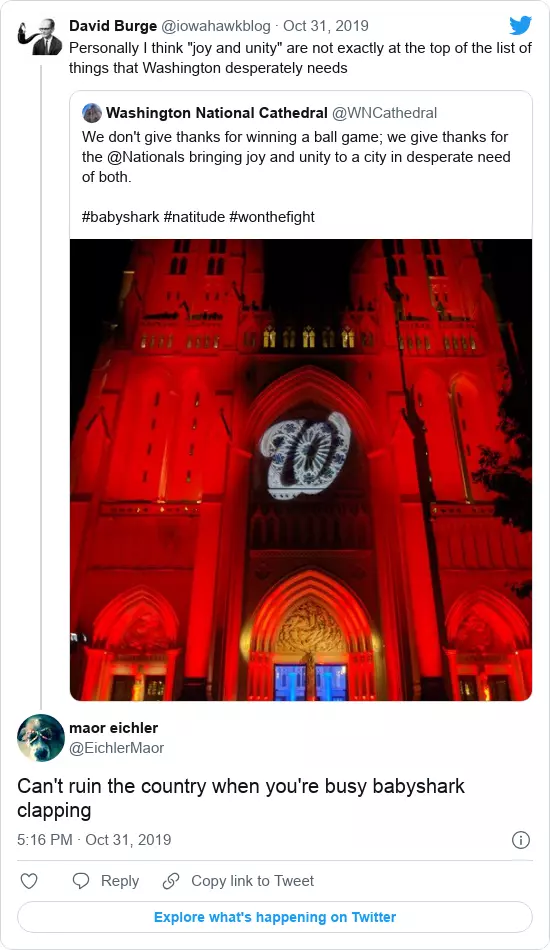 David Burge @iowahawkblog · Oct 31, 2019
Personally I think "joy and unity" are not exactly at the top of the list of
things that Washington desperately needs
Washington National Cathedral @WNCathedral
We don't give thanks for winning a ball game; we give thanks for
the @Nationals bringing joy and unity to a city in desperate need
of both.
#babyshark #natitude #wonthefight
W
maor eichler
@EichlerMaor
Can't ruin the country when you're busy babyshark
clapping
5:16 PM · Oct 31, 2019
Reply
Copy link to Tweet
Explore what's happening on Twitter